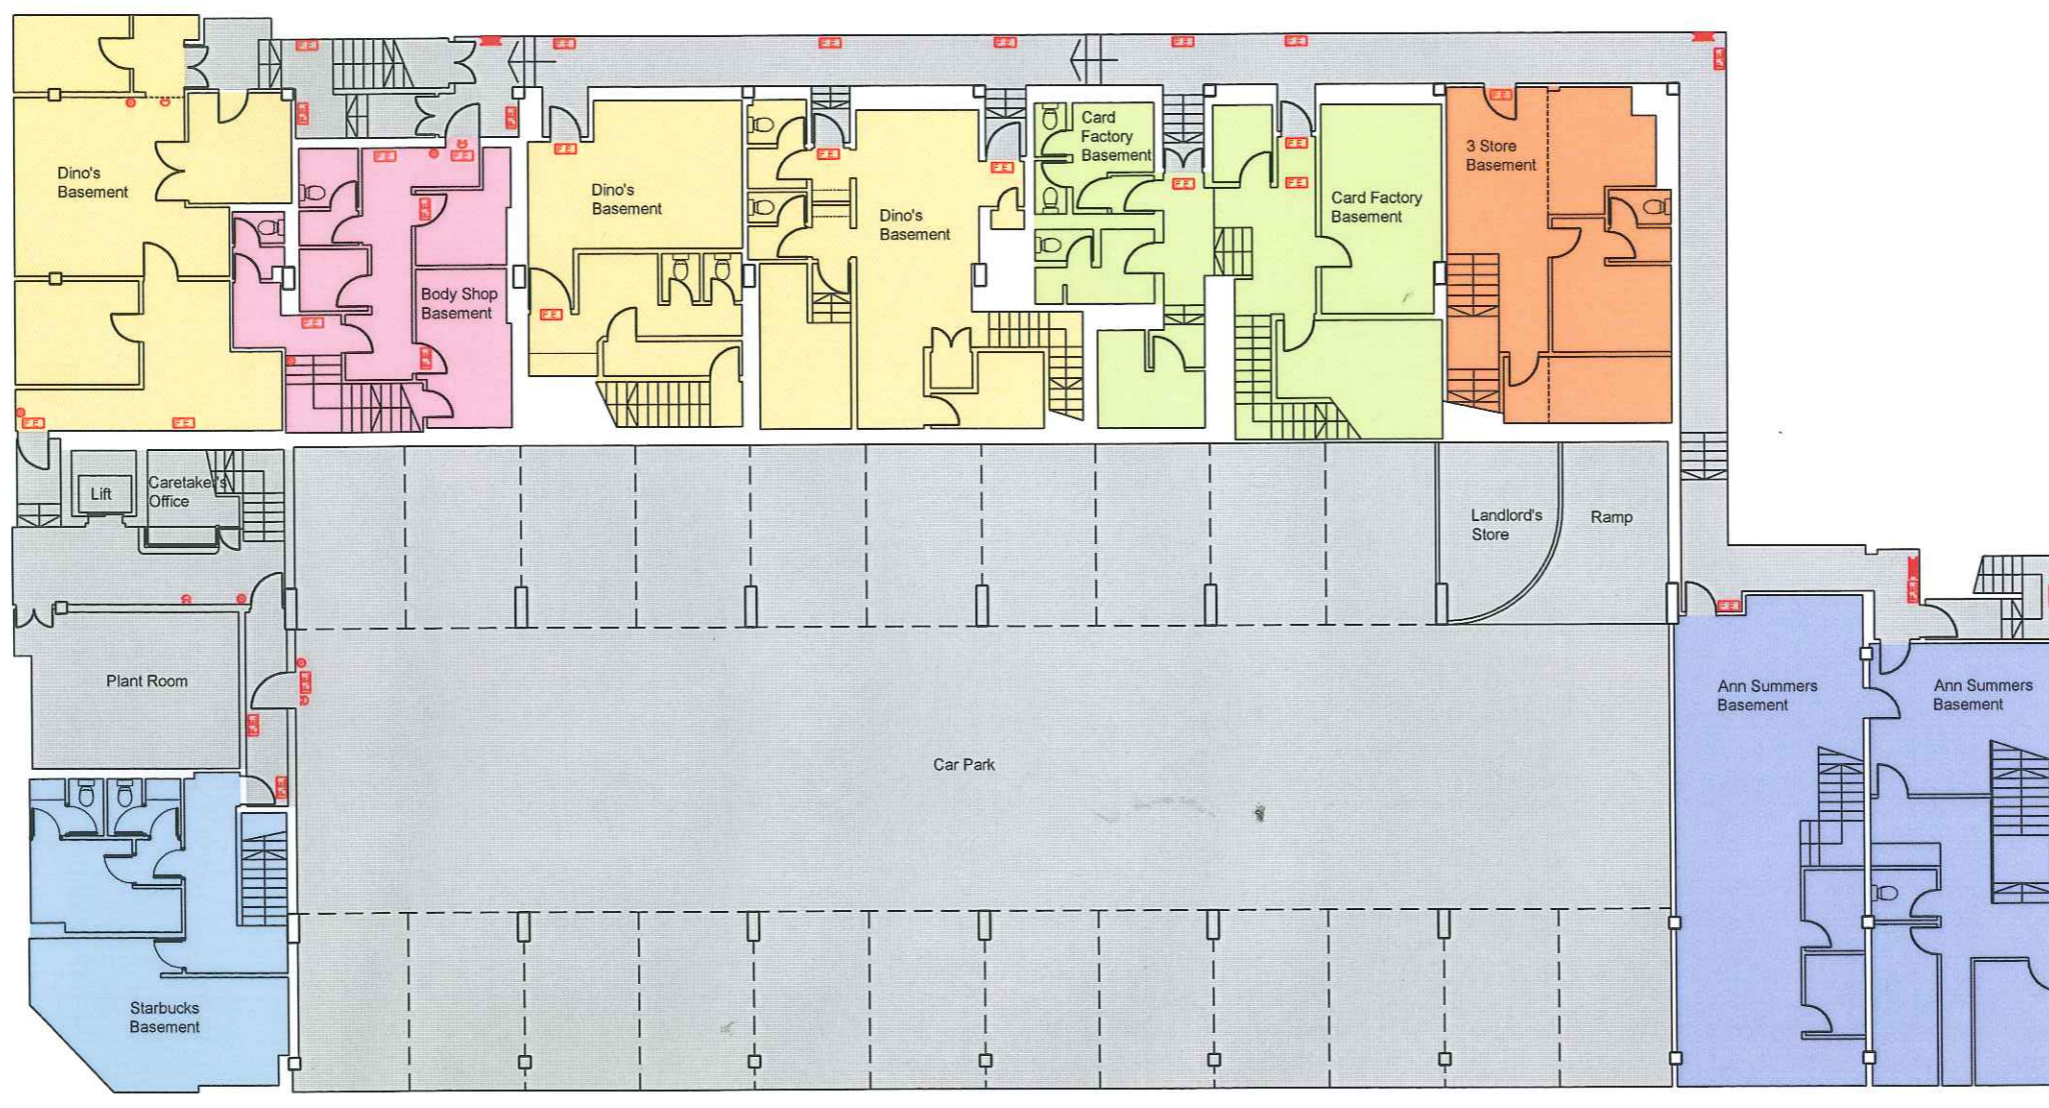 F.E.
F.E.
F.E.
F.E.
F.E.
F.E.
F.E.
F.E.
F.E.
F.E.
Card
Factory
Basement
3 Store
Basement
Dino's
Basement
F.E.
F.E.
F.E.
F.E.
F.E.
F.E.
F.E.
F.E.
Dino's
Basement
Dino's
Basement
Card Factory
Basement
F.E.
Body Shop
Basement
F.E.
F.E.
F.E.
F.E.
F.E.
Lift
Caretaker's
Office
Landlord's
Store
Ramp
F.E.
F.E.
Plant Room
F.E.
Ann Summers
Basement
Ann Summers
Basement
F.E.
Car Park
F.E.
Starbucks
Basement